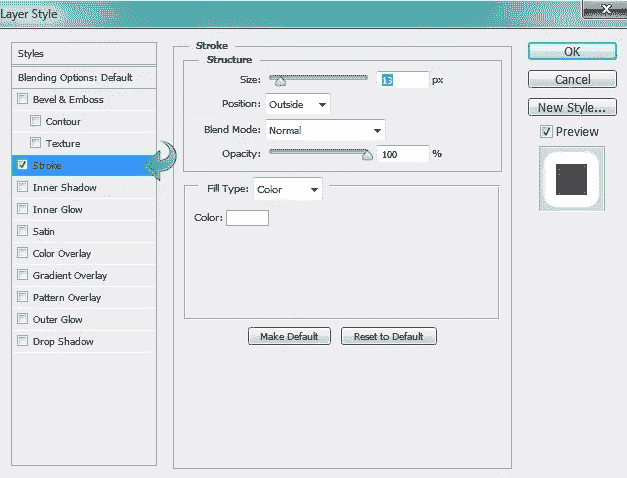 Layer Style
Styles
Blending Options: Default
Bevel & Emboss
Contour
Texture
Stroke
Inner Shadow
Inner Glow
Satin
Color Overlay
Gradient Overlay
Pattern Overlay
Outer Glow
Drop Shadow
Stroke
Structure
Size: 13 px
Position: Outside
Blend Mode: Normal
Opacity: 100 %
Fill Type: Color
Color:
Make Default Reset to Default
OK
Cancel
New Style...
Preview